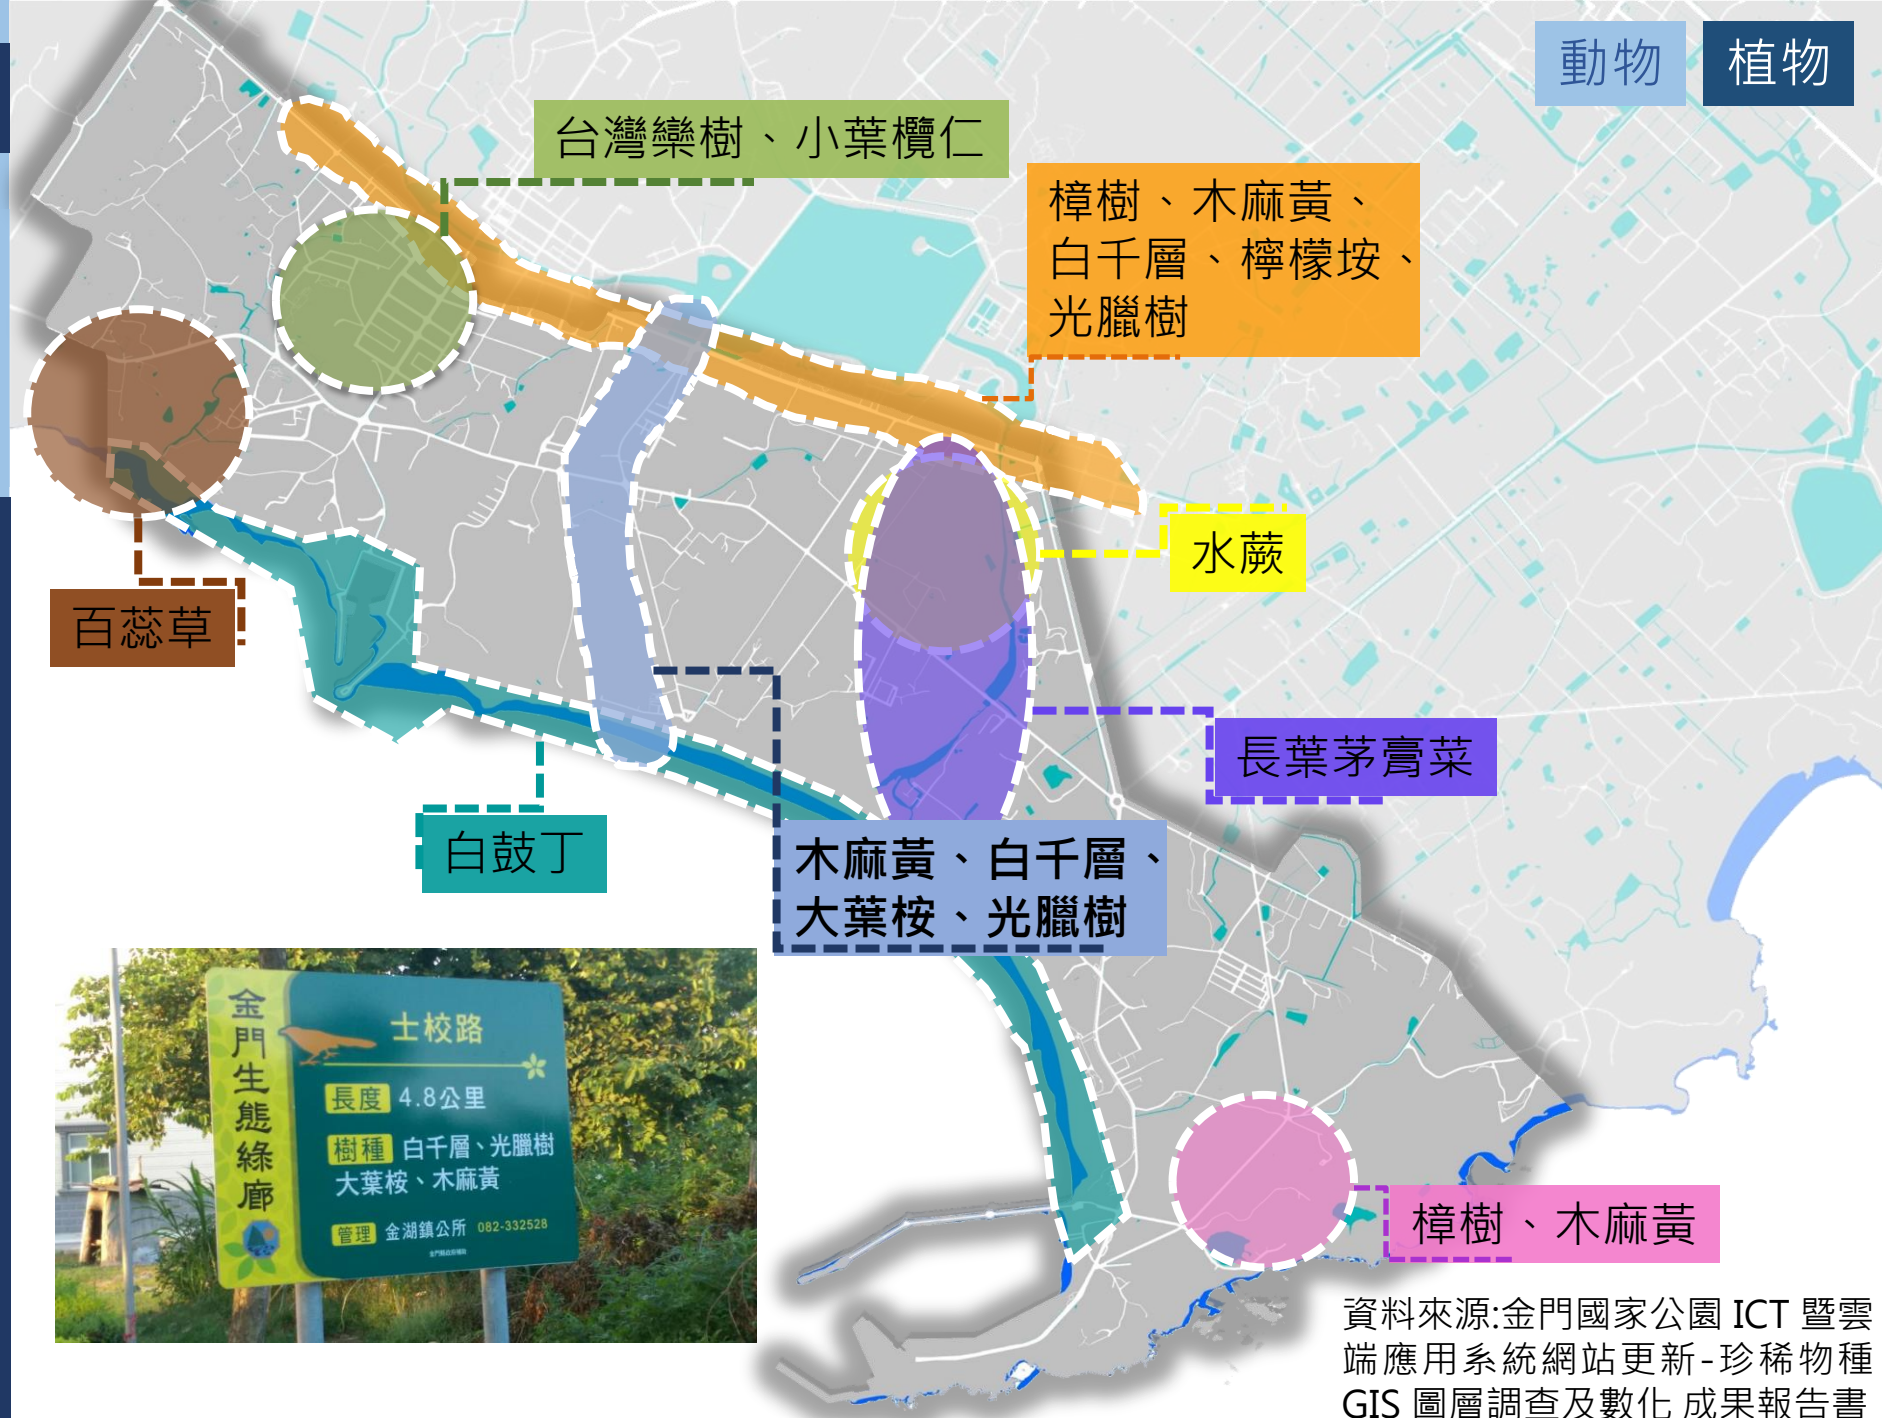 動物
植物
台灣欒樹、小葉欖仁
樟樹、木麻黃、
白千層、檸檬垵、
光臘樹
水蕨
百蕊草
長葉茅膏菜
白鼓丁
木麻黃、白千層、
大葉桉、光臘樹
金門生態綠廊
士校路
長度 4.8公里
樹種 白千層、光臘樹
大葉桉、木麻黃
管理 金湖鎮公所 082-332528
樟樹、木麻黃
資料來源:金門國家公園 ICT 暨雲
端應用系統網站更新-珍稀物種
GIS 圖層調查及數化 成果報告書